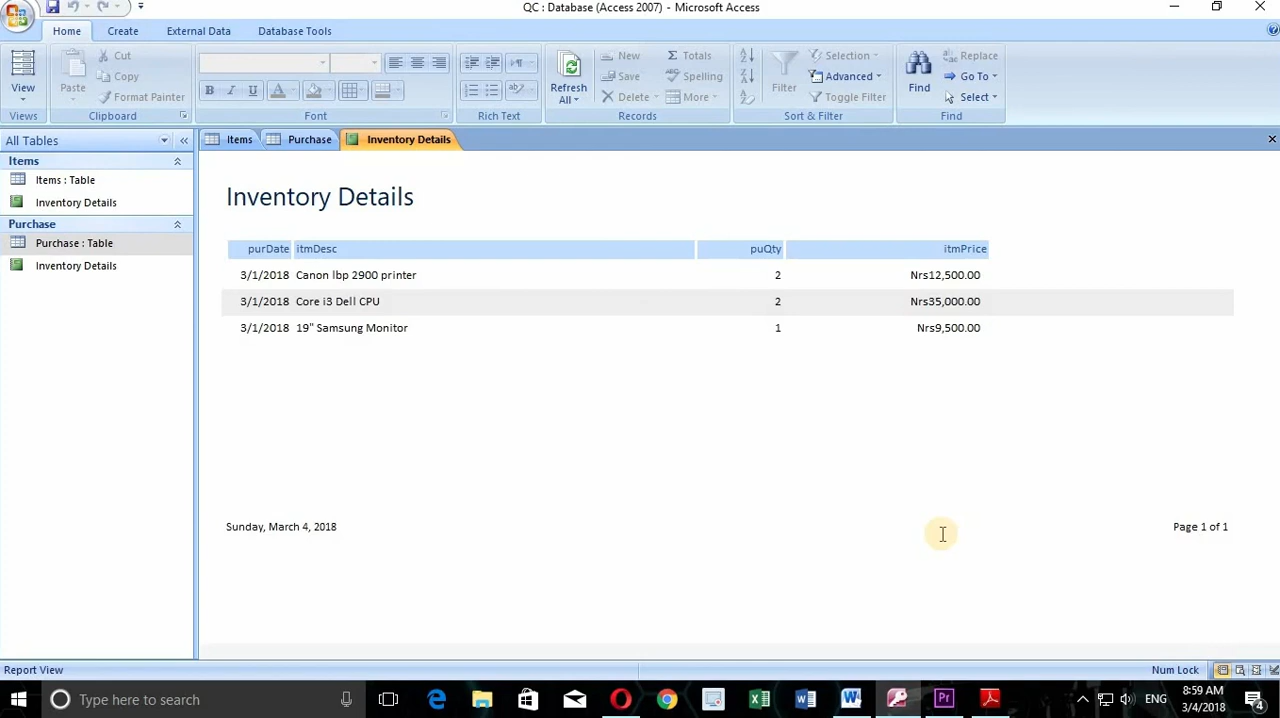 QC : Database (Access 2007) - Microsoft Access
Home Create External Data Database Tools
View
Views
Paste
Cut
Copy
Format Painter
Clipboard
B I U A
Font
Rich Text
Refresh All
New
Save
Delete
Totals
Spelling
More
Records
Filter
Selection
Advanced
Toggle Filter
Sort & Filter
Find
Replace
Go To
Select
Find
All Tables
Items
Items : Table
Inventory Details
Purchase
Purchase : Table
Inventory Details
Items Purchase Inventory Details
Inventory Details
purDate itmDesc puQty itmPrice
3/1/2018 Canon lbp 2900 printer 2 Nrs12,500.00
3/1/2018 Core i3 Dell CPU 2 Nrs35,000.00
3/1/2018 19" Samsung Monitor 1 Nrs9,500.00
Sunday, March 4, 2018 Page 1 of 1
Report View Num Lock
Type here to search
ENG
8:59 AM
3/4/2018
4